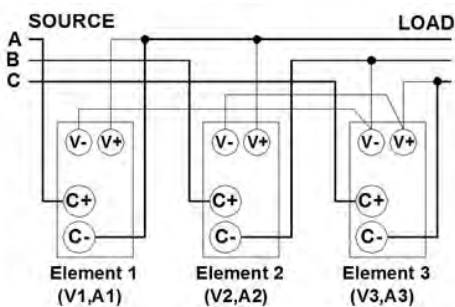 SOURCE LOAD
A
B
C
V- V+ V- V+ V- V+
C+ C+ C+
C- C- C-
Element 1 Element 2 Element 3
(V1,A1) (V2,A2) (V3,A3)